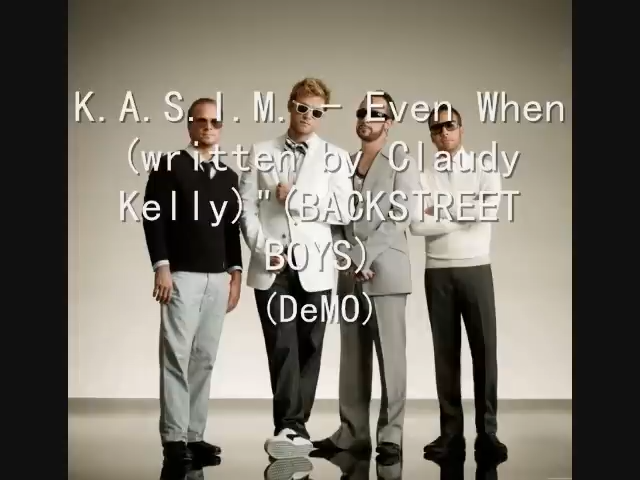 K.A.S.I.M. - Even When
(written by Claudy
Kelly)"(BACKSTREET
BOYS)
(DeMO)